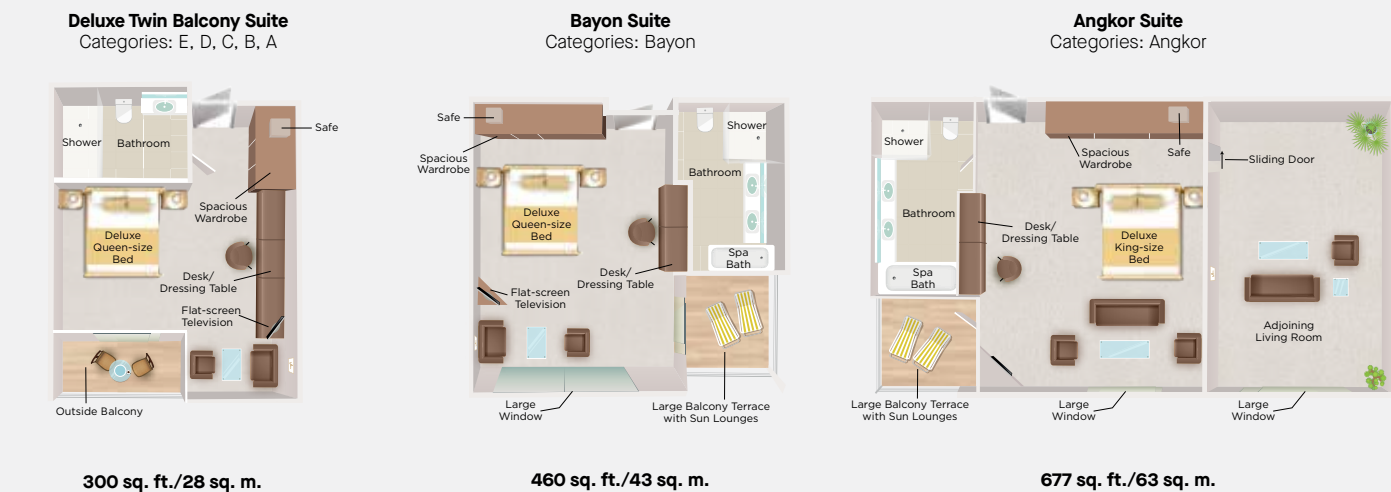 Deluxe Twin Balcony Suite
Categories: E, D, C, B, A
Shower
Bathroom
Safe
Spacious
Wardrobe
Deluxe
Queen-size
Bed
Desk/
Dressing Table
Flat-screen
Television
Outside Balcony
300 sq. ft./28 sq. m.
Bayon Suite
Categories: Bayon
Safe
Spacious
Wardrobe
Shower
Bathroom
Deluxe
Queen-size
Bed
Spa
Bath
Desk/
Dressing Table
Flat-screen
Television
Large
Window
Large Balcony Terrace
with Sun Lounges
460 sq. ft./43 sq. m.
Angkor Suite
Categories: Angkor
Shower
Spacious
Wardrobe
Safe
Sliding Door
Bathroom
Desk/
Dressing Table
Deluxe
King-size
Bed
Spa
Bath
Adjoining
Living Room
Large Balcony Terrace
with Sun Lounges
Large
Window
Large
Window
677 sq. ft./63 sq. m.